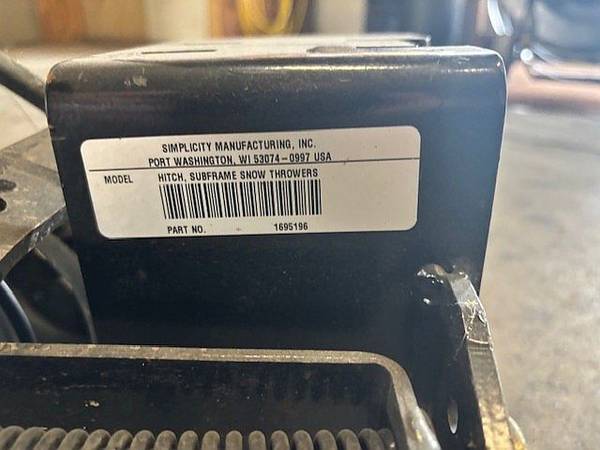 SIMPLICITY MANUFACTURING, INC.
PORT WASHINGTON, WI 53074-0997 USA
MODEL HITCH, SUBFRAME SNOW THROWERS
PART NO. 1695196